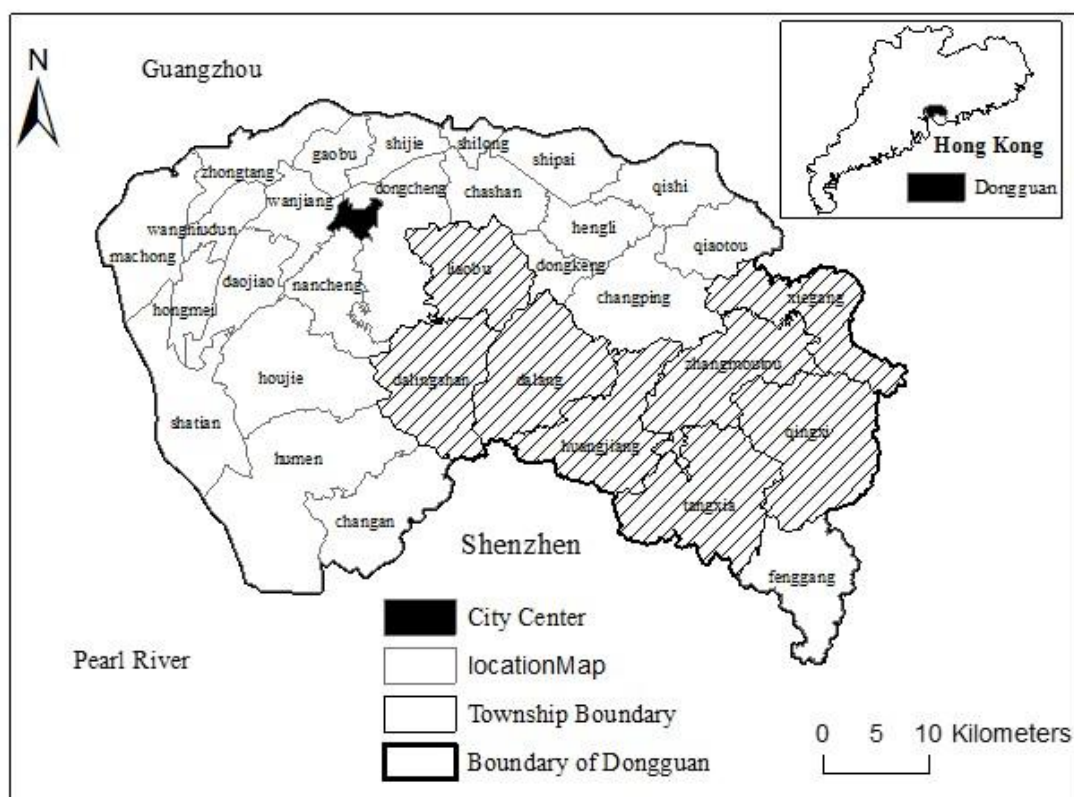 N
Guangzhou
Hong Kong
Dongguan
gaobu
shijie
shilong
shipai
zhongtang
wanjiang
dongcheng
chashan
qishi
wangniudun
hengli
qiaotou
machong
daojiao
nancheng
liaobu
dongkeng
changping
xiegang
hongmei
houjie
dalingshan
dalang
zhangmoutou
shatian
humen
huangjiang
qingxi
changan
tangxia
Shenzhen
fenggang
City Center
Pearl River
locationMap
Township Boundary
Boundary of Dongguan
0 5 10 Kilometers